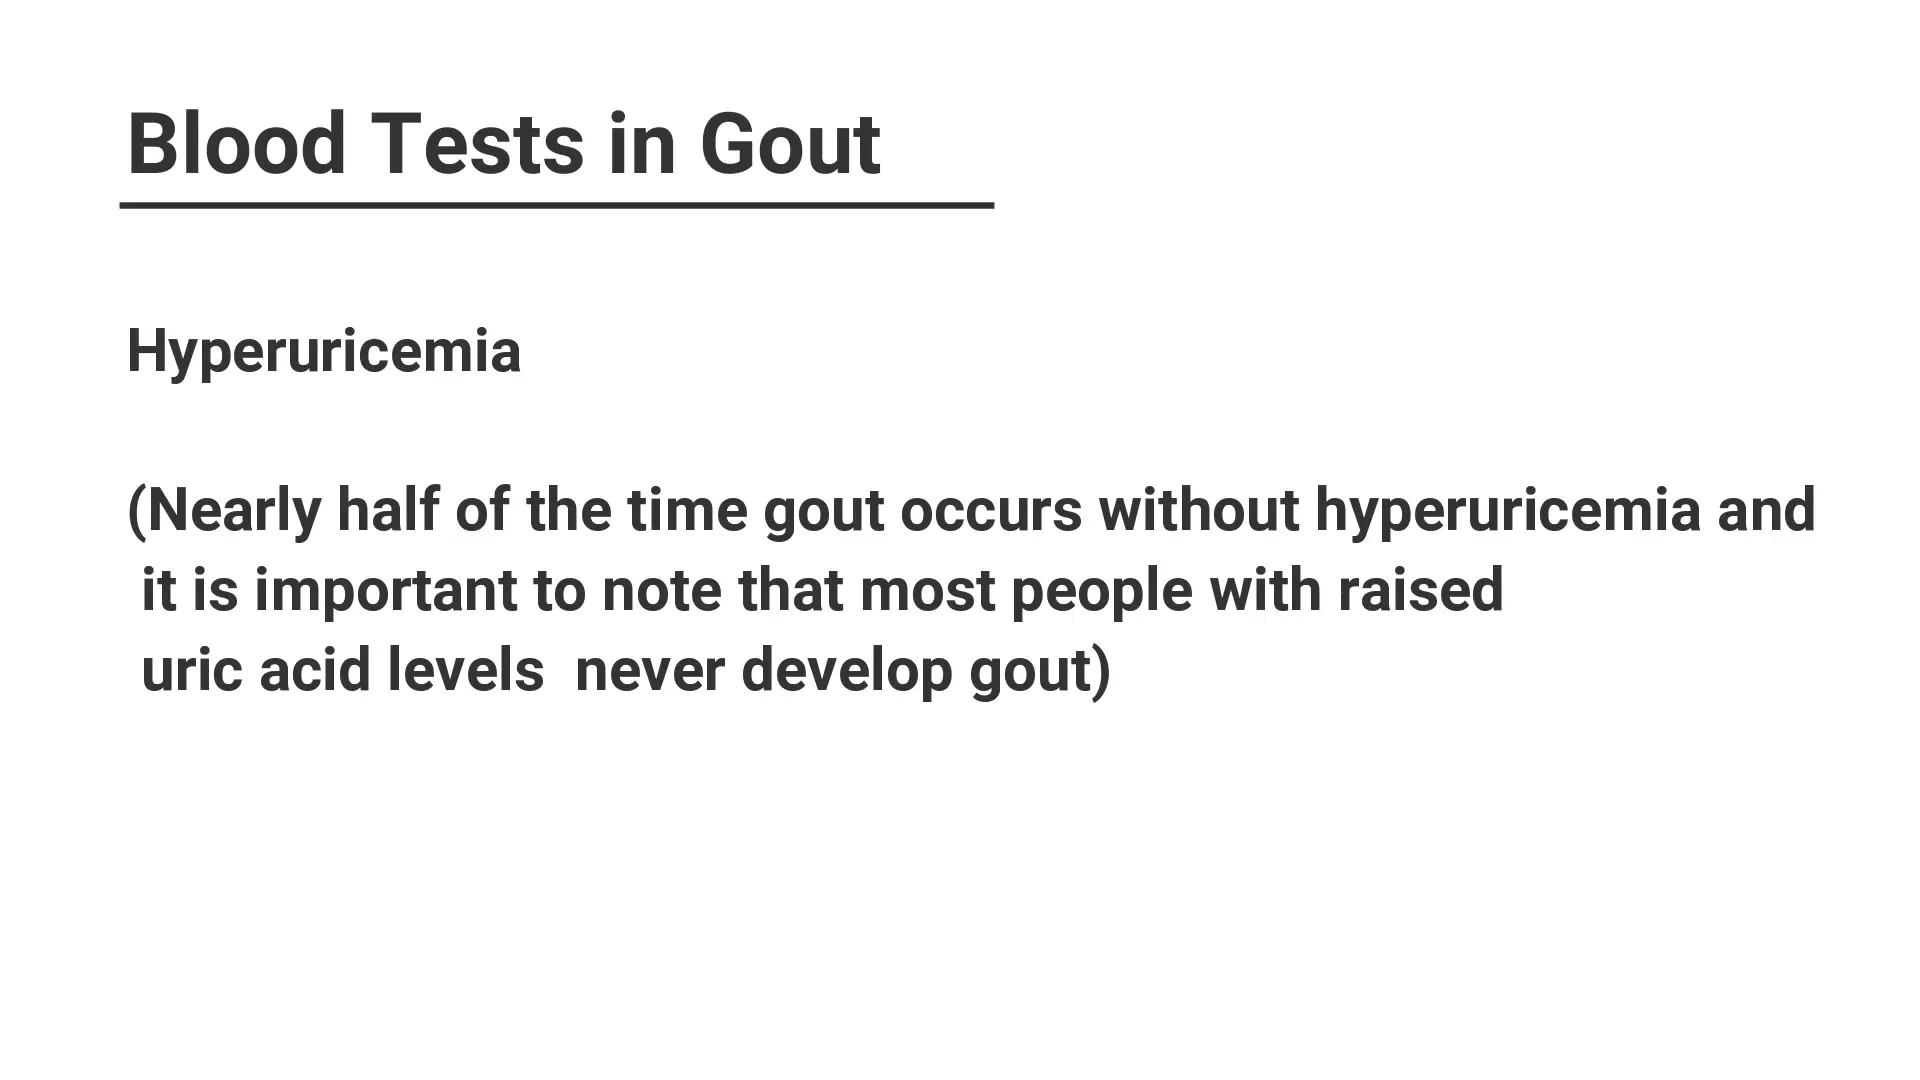 Blood Tests in Gout
Hyperuricemia
(Nearly half of the time gout occurs without hyperuricemia and
it is important to note that most people with raised
uric acid levels  never develop gout)